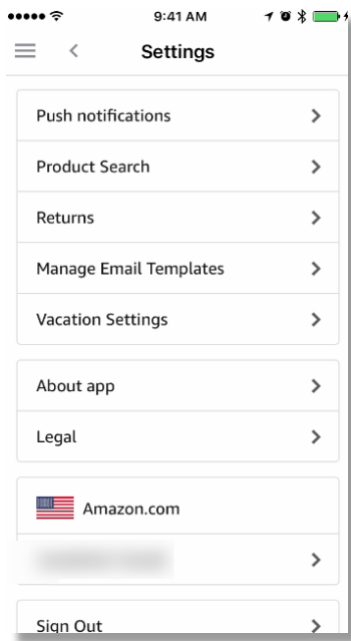 9:41 AM
Settings
Push notifications
Product Search
Returns
Manage Email Templates
Vacation Settings
About app
Legal
Amazon.com
Sign Out